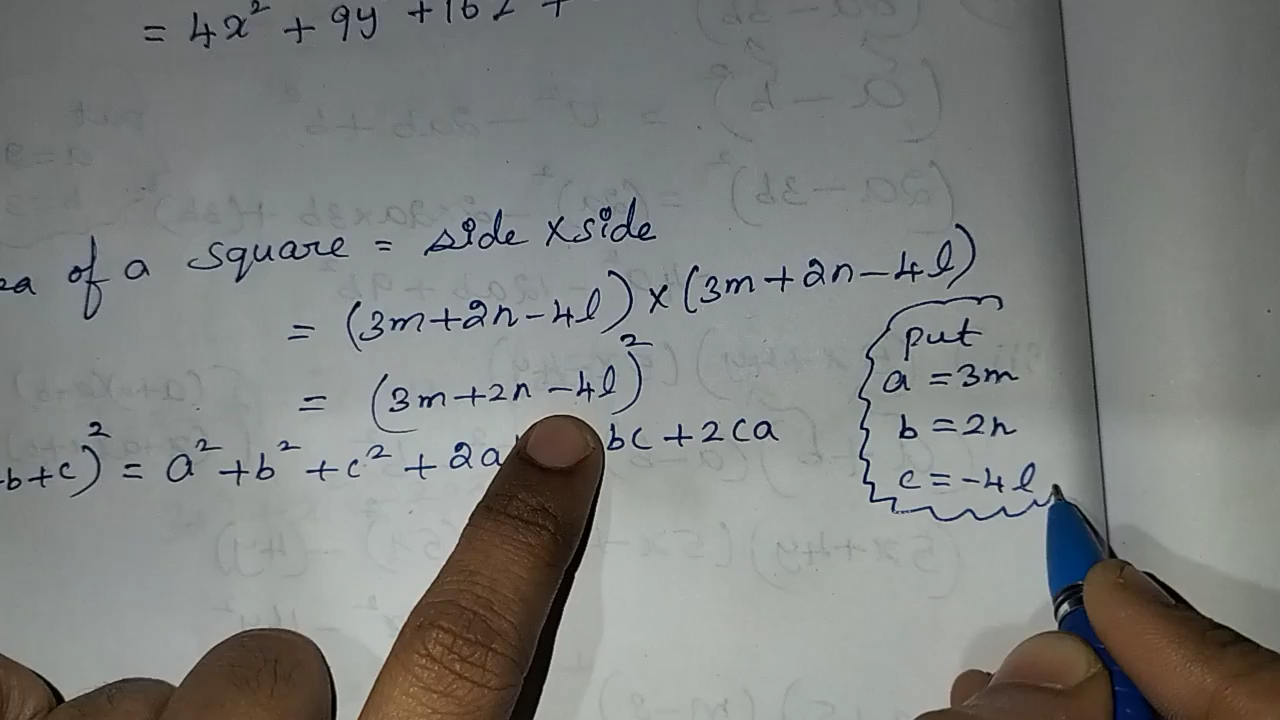 = 4x² + 9y + 16z +
of a square = side × side
= (3m+2n-4l) × (3m+2n-4l)
= (3m+2n-4l)²
b+c)² = a² + b² + c² + 2a bc + 2ca
put
a = 3m
b = 2n
c = -4l